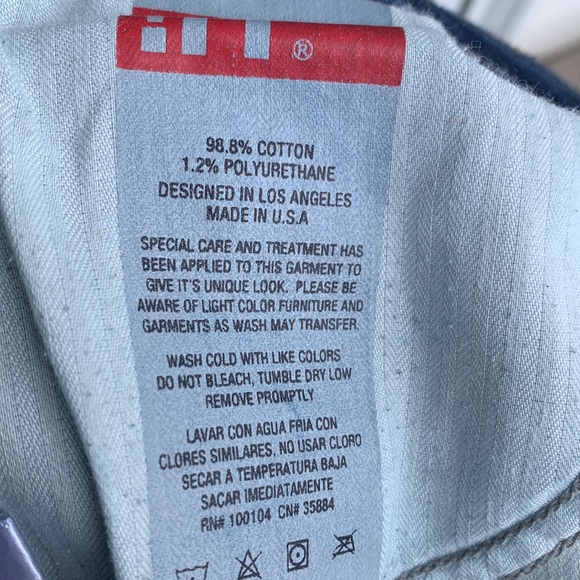 ®
98.8% COTTON
1.2% POLYURETHANE
DESIGNED IN LOS ANGELES
MADE IN U.S.A
SPECIAL CARE AND TREATMENT HAS
BEEN APPLIED TO THIS GARMENT TO
GIVE IT'S UNIQUE LOOK. PLEASE BE
AWARE OF LIGHT COLOR FURNITURE AND
GARMENTS AS WASH MAY TRANSFER.
WASH COLD WITH LIKE COLORS
DO NOT BLEACH, TUMBLE DRY LOW
REMOVE PROMPTLY
LAVAR CON AGUA FRIA CON
CLORES SIMILARES, NO USAR CLORO
SECAR A TEMPERATURA BAJA
SACAR IMEDIATAMENTE
RN# 100104 CN# 35884